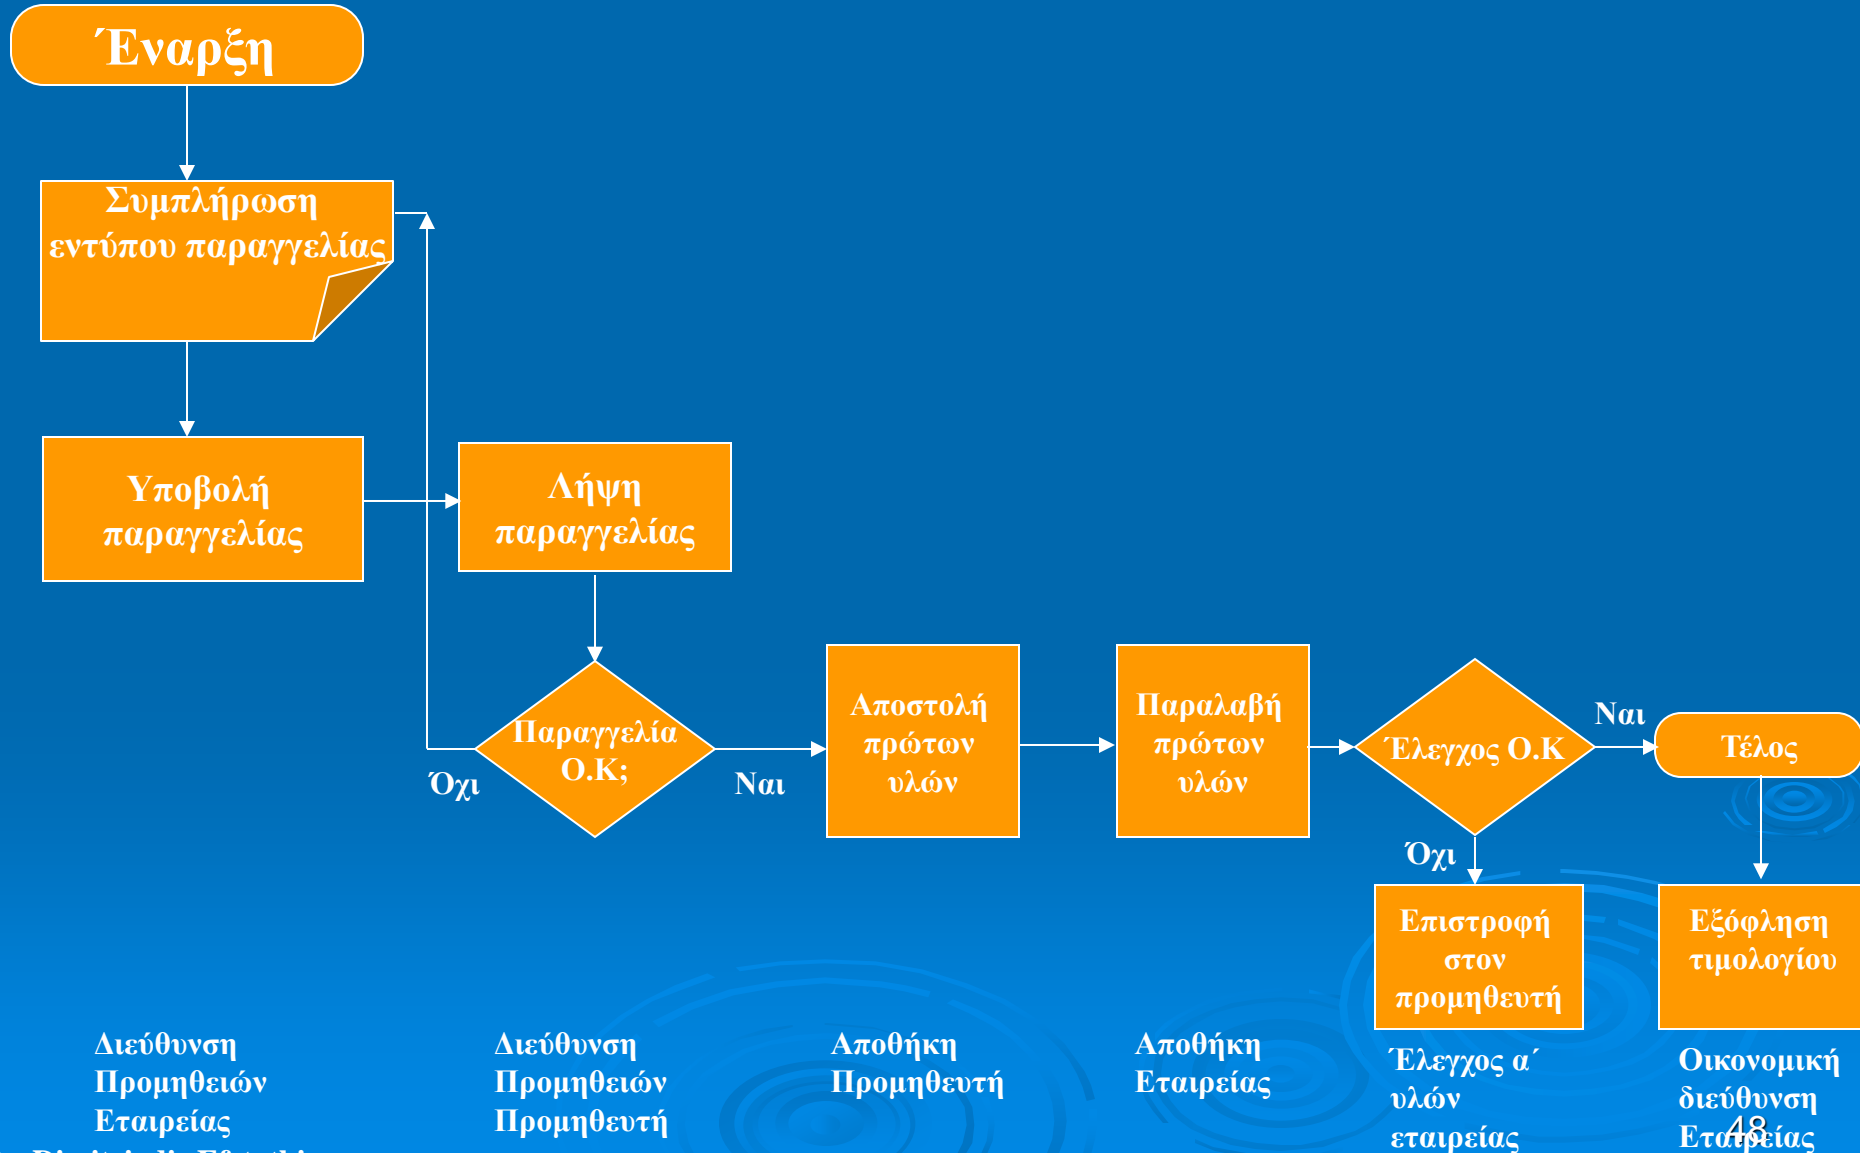 Έναρξη
Συμπλήρωση
εντύπου παραγγελίας
Υποβολή
παραγγελίας
Λήψη
παραγγελίας
Παραγγελία
Ο.Κ;
Όχι
Ναι
Αποστολή
πρώτων
υλών
Παραλαβή
πρώτων
υλών
Έλεγχος Ο.Κ
Ναι
Τέλος
Όχι
Επιστροφή
στον
προμηθευτή
Εξόφληση
τιμολογίου
Διεύθυνση
Προμηθειών
Εταιρείας
Διεύθυνση
Προμηθειών
Προμηθευτή
Αποθήκη
Προμηθευτή
Αποθήκη
Εταιρείας
Έλεγχος α΄
υλών
εταιρείας
Οικονομική
διεύθυνση
Εταιρείας
48